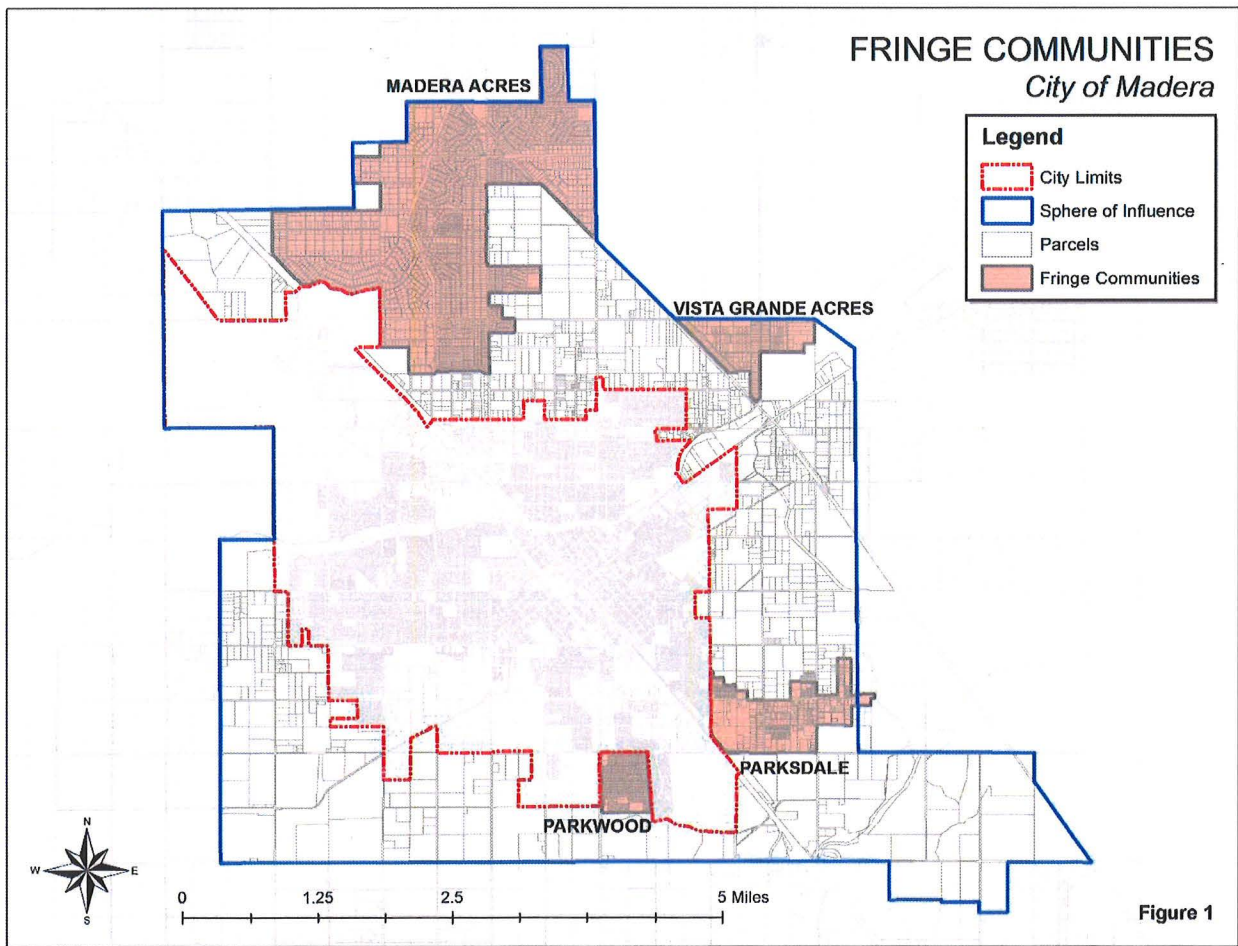 FRINGE COMMUNITIES
City of Madera
MADERA ACRES
Legend
City Limits
Sphere of Influence
Parcels
Fringe Communities
VISTA GRANDE ACRES
PARKSDALE
PARKWOOD
N
W
E
S
0 1.25 2.5 5 Miles
Figure 1